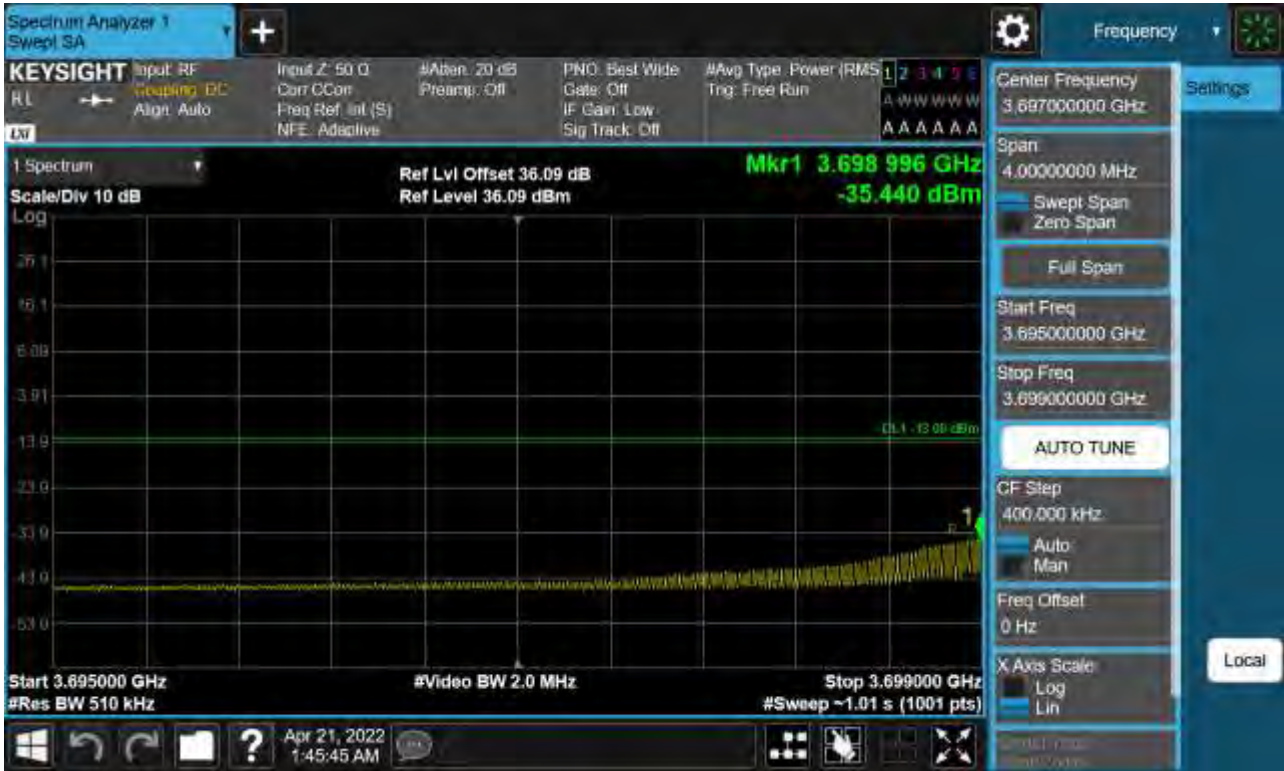 Spectrum Analyzer 1
Swept SA
Frequency
KEYSIGHT
RL
LXI
Input: RF
Coupling: DC
Align: Auto
Input Z: 50 Ω
Corr CCorr
Freq Ref: Int (S)
NFE: Adaptive
#Atten: 20 dB
Preamp: Off
PNO: Best Wide
Gate: Off
IF Gain: Low
Sig Track: Off
#Avg Type: Power (RMS
Trig: Free Run
1 2 3 4 5 6
A W W W W W
A A A A A A
1 Spectrum
Scale/Div 10 dB
Log
Ref Lvl Offset 36.09 dB
Ref Level 36.09 dBm
Mkr1 3.698 996 GHz
-35.440 dBm
26.1
16.1
6.09
-3.91
-13.9
-23.9
-33.9
-43.9
-53.9
DL1 -13.00 dBm
1
Start 3.695000 GHz
#Res BW 510 kHz
#Video BW 2.0 MHz
Stop 3.699000 GHz
#Sweep ~1.01 s (1001 pts)
Center Frequency
3.697000000 GHz
Settings
Span
4.00000000 MHz
Swept Span
Zero Span
Full Span
Start Freq
3.695000000 GHz
Stop Freq
3.699000000 GHz
AUTO TUNE
CF Step
400.000 kHz
Auto
Man
Freq Offset
0 Hz
X Axis Scale
Log
Lin
Local
?
Apr 21, 2022
1:45:45 AM